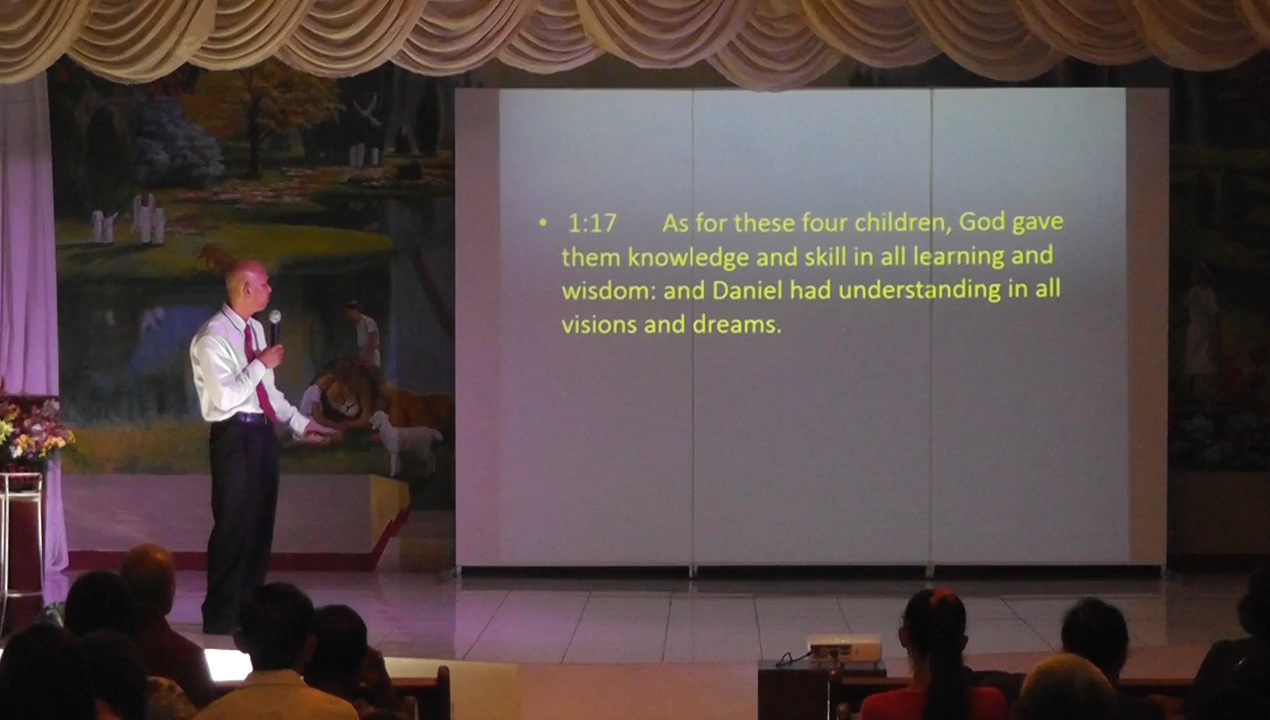 • 1:17 As for these four children, God gave
them knowledge and skill in all learning and
wisdom: and Daniel had understanding in all
visions and dreams.